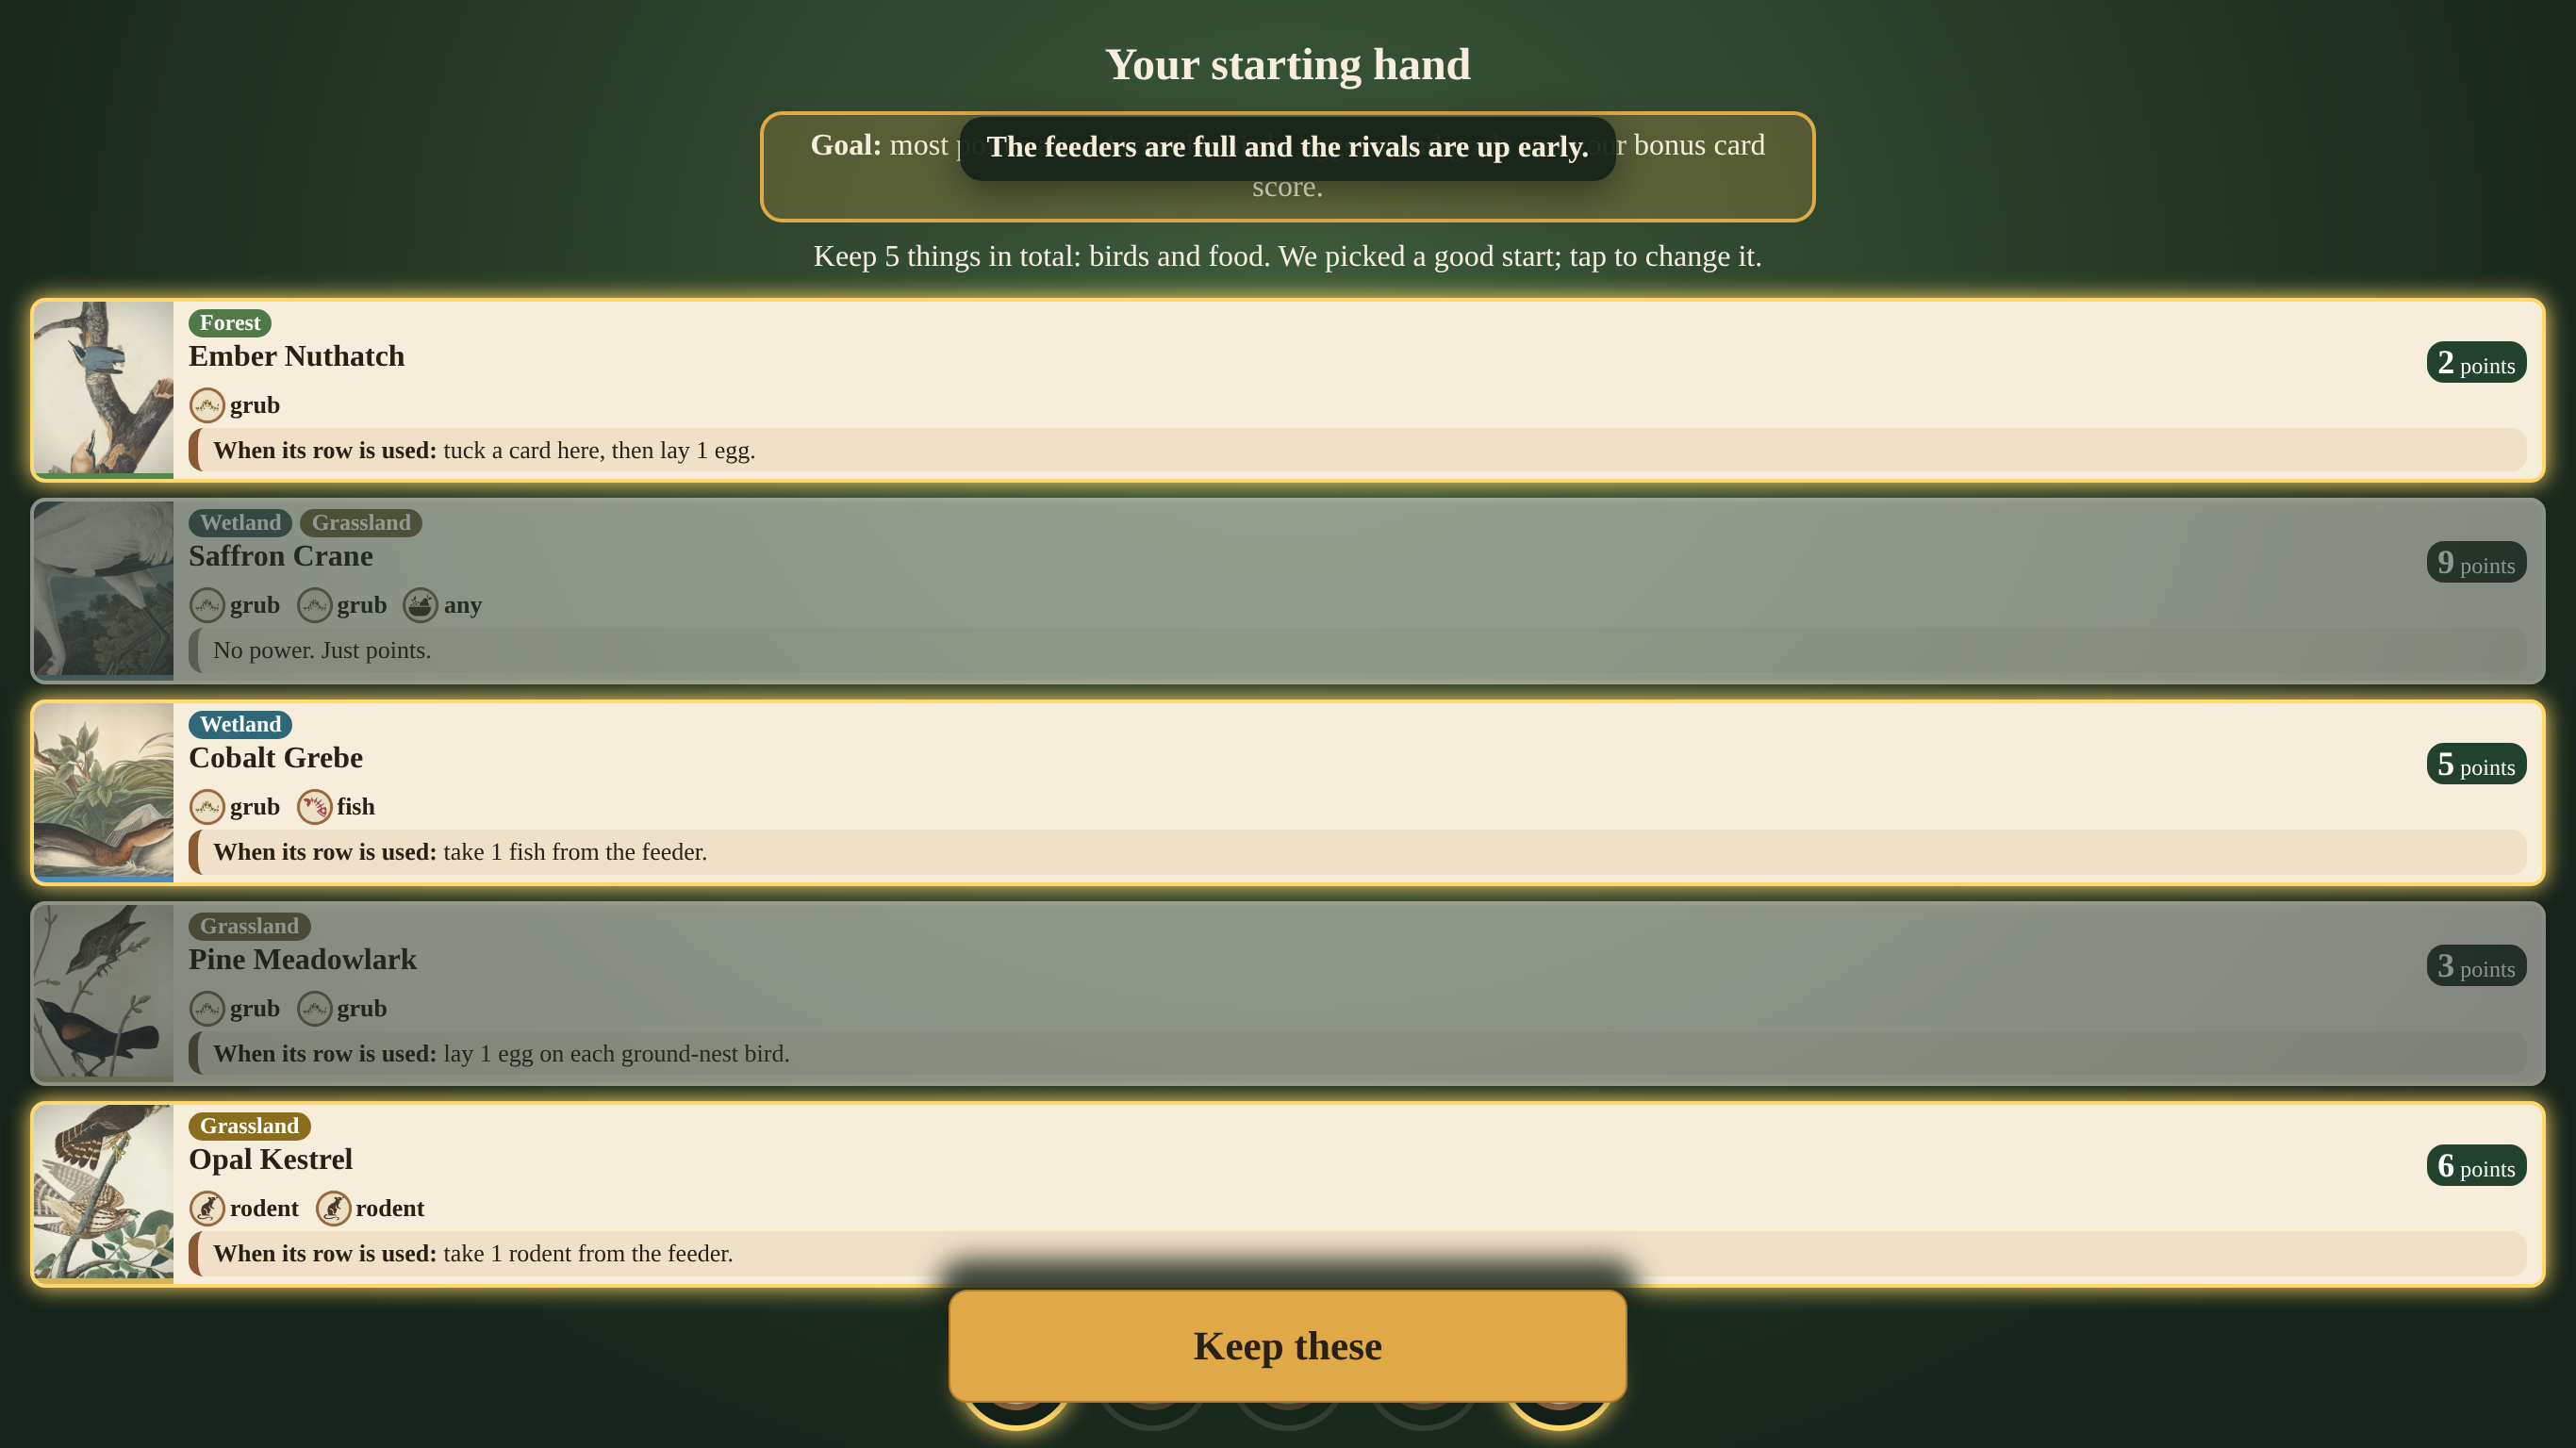 Your starting hand
Goal: most
The feeders are full and the rivals are up early.
r bonus card
score.
Keep 5 things in total: birds and food. We picked a good start; tap to change it.
Forest
Ember Nuthatch
2 points
grub
When its row is used: tuck a card here, then lay 1 egg.
Wetland Grassland
Saffron Crane
9 points
grub grub any
No power. Just points.
Wetland
Cobalt Grebe
5 points
grub fish
When its row is used: take 1 fish from the feeder.
Grassland
Pine Meadowlark
3 points
grub grub
When its row is used: lay 1 egg on each ground-nest bird.
Grassland
Opal Kestrel
6 points
rodent rodent
When its row is used: take 1 rodent from the feeder.
Keep these